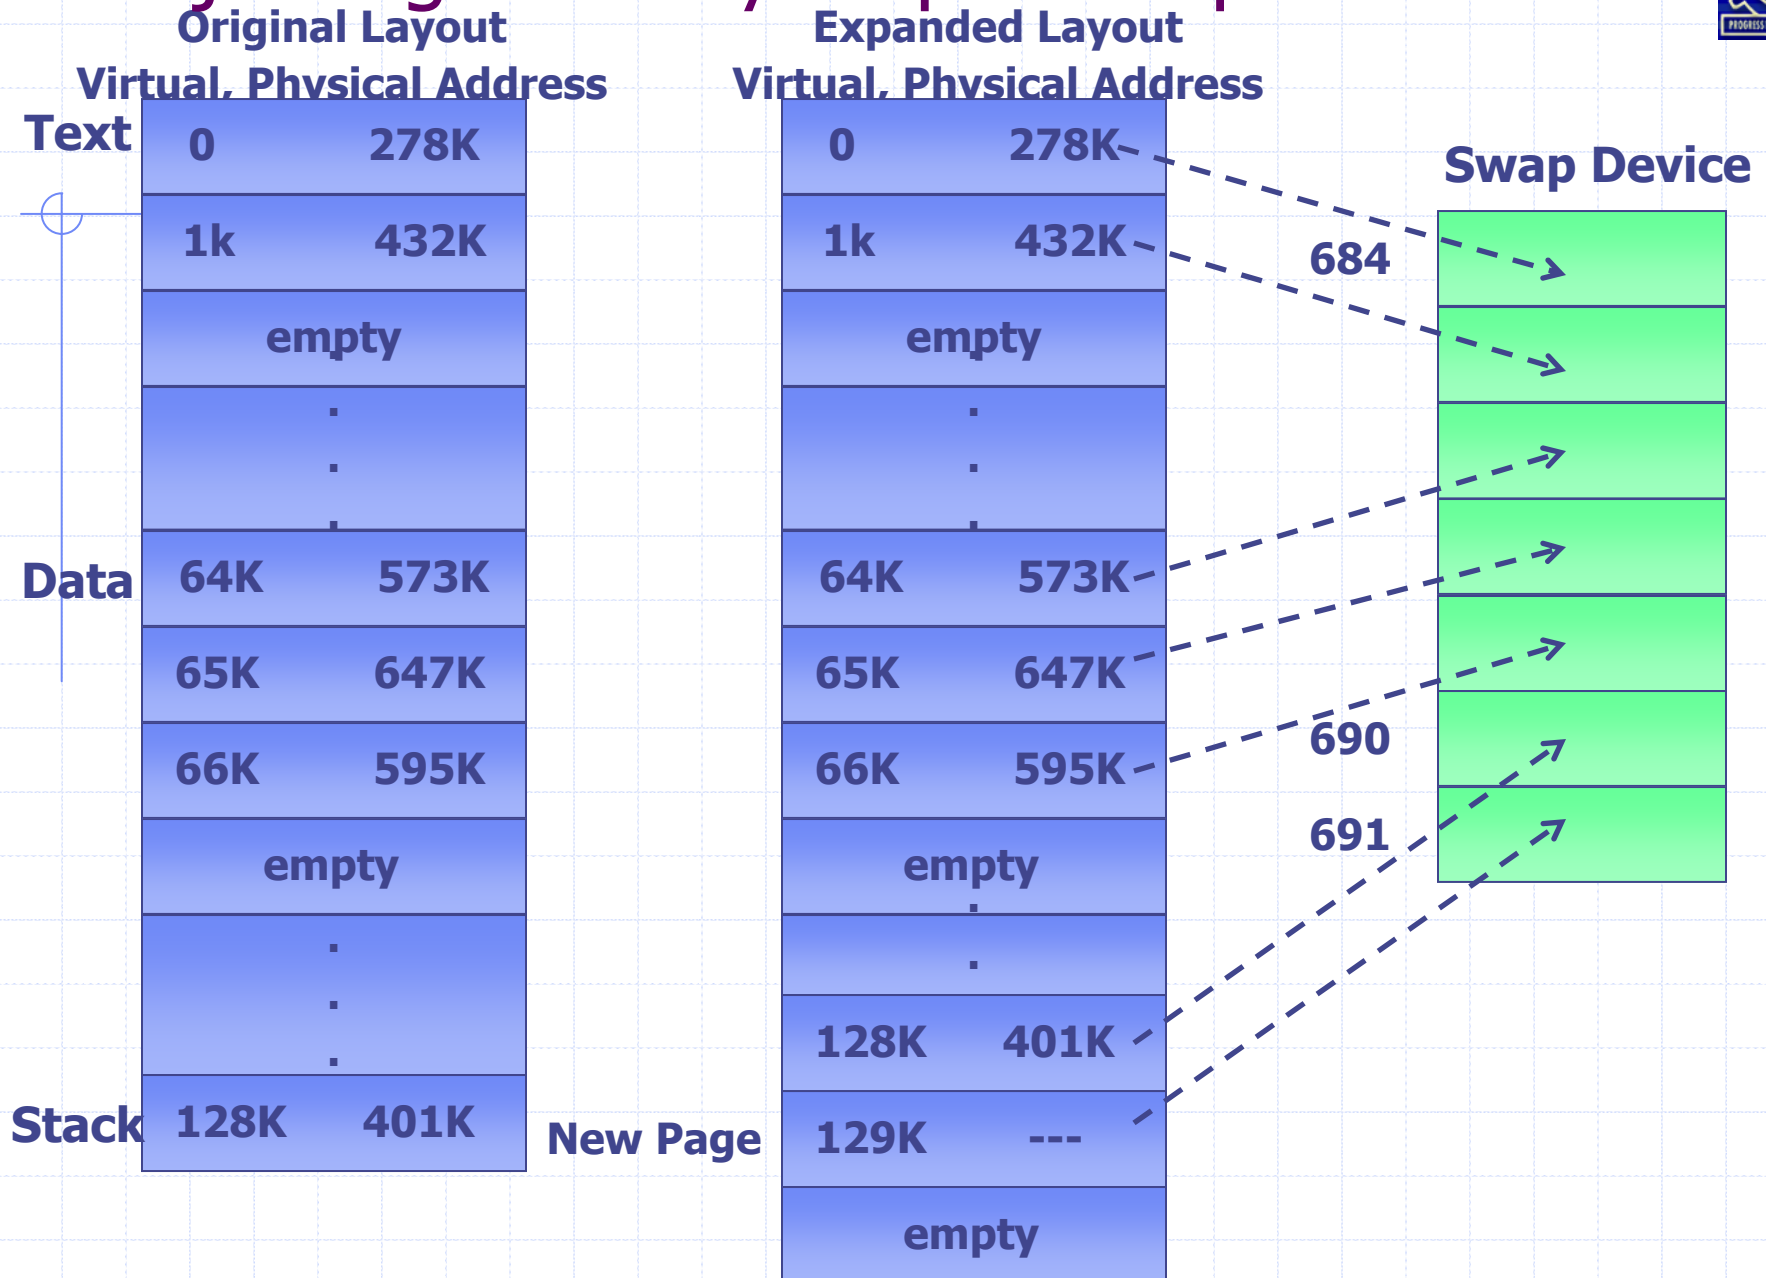 Original Layout
Virtual, Physical Address
Text
0 278K
1k 432K
empty
.
.
.
.
Data
64K 573K
65K 647K
66K 595K
empty
.
.
.
Stack
128K 401K
Expanded Layout
Virtual, Physical Address
0 278K
1k 432K
empty
.
.
.
.
64K 573K
65K 647K
66K 595K
empty
.
.
128K 401K
New Page
129K ---
empty
Swap Device
684
690
691
PROGRESS